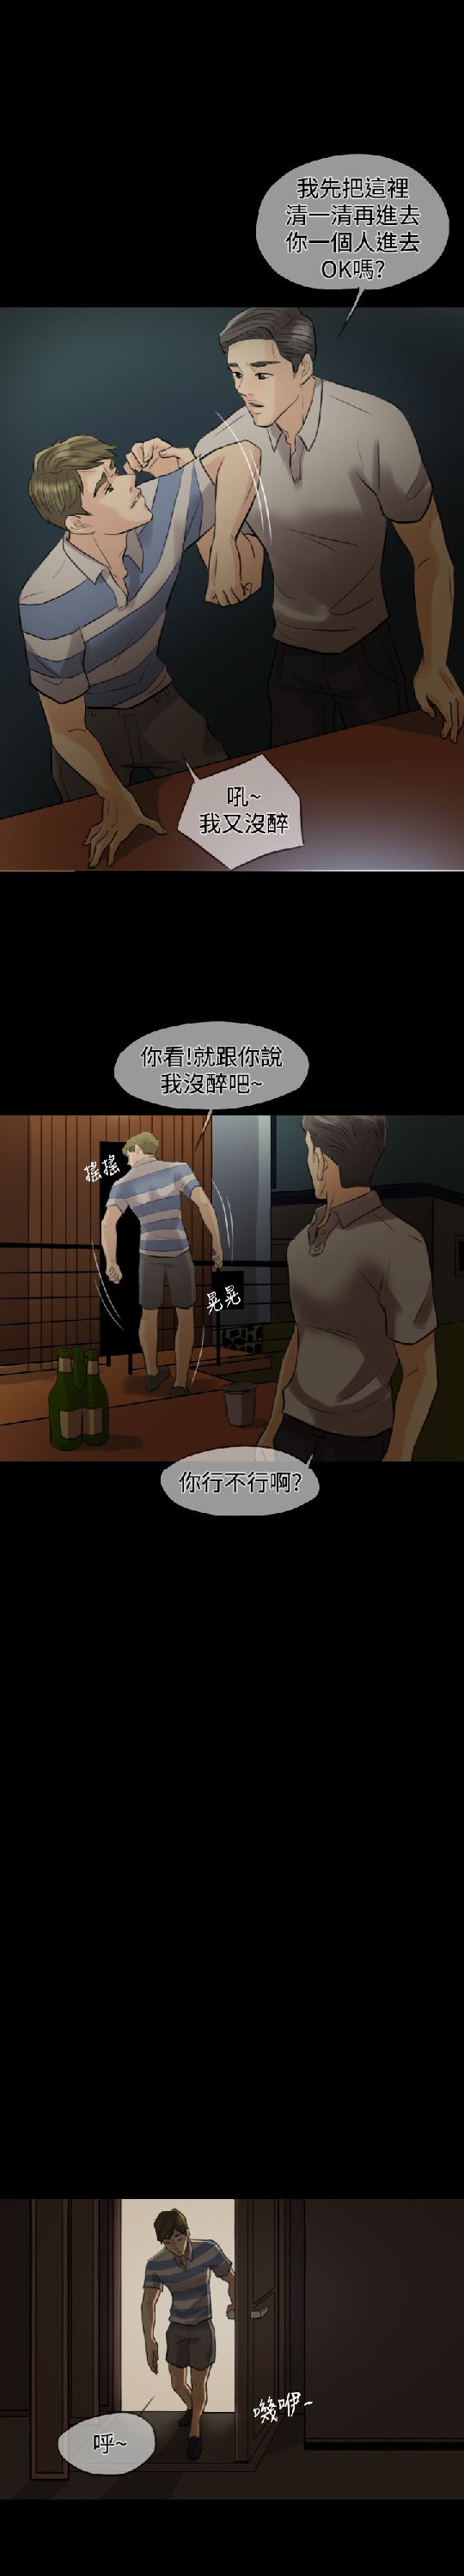 我先把這裡
清一清再進去
你一個人進去
OK嗎?
吼~
我又沒醉
你看!就跟你說
我沒醉吧~
搖搖
晃晃
你行不行啊?
嘰咿~
呼~